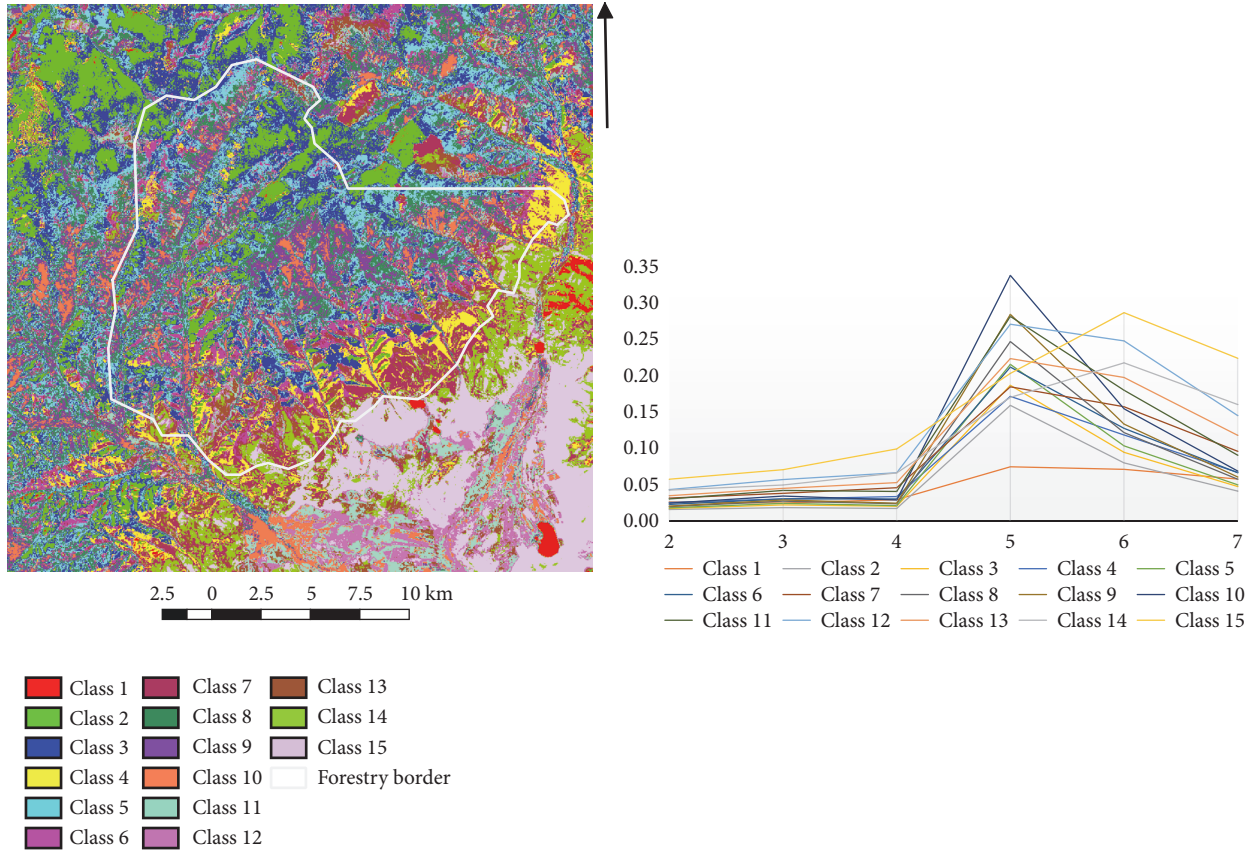 2.5 0 2.5 5 7.5 10 km
Class 1
Class 2
Class 3
Class 4
Class 5
Class 6
Class 7
Class 8
Class 9
Class 10
Class 11
Class 12
Class 13
Class 14
Class 15
Forestry border
0.35
0.30
0.25
0.20
0.15
0.10
0.05
0.00
2 3 4 5 6 7
Class 1 Class 2 Class 3 Class 4 Class 5
Class 6 Class 7 Class 8 Class 9 Class 10
Class 11 Class 12 Class 13 Class 14 Class 15